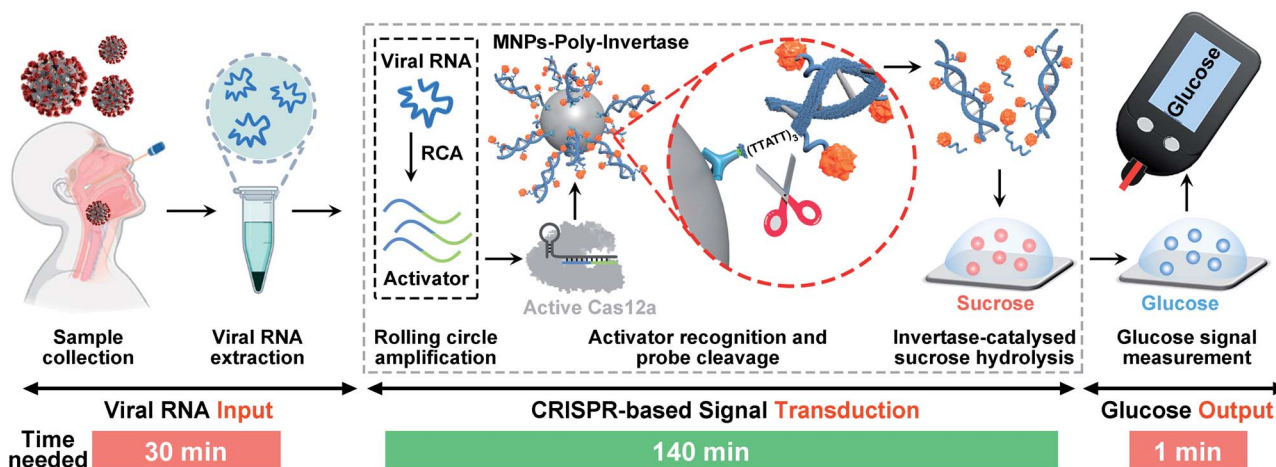 Viral RNA
RCA
Activator
MNPs-Poly-Invertase
Active Cas12a
(TTATT)3
Sucrose
Glucose
Glucose
Sample
collection
Viral RNA
extraction
Rolling circle
amplification
Activator recognition and
probe cleavage
Invertase-catalysed
sucrose hydrolysis
Glucose signal
measurement
Viral RNA Input
CRISPR-based Signal Transduction
Glucose Output
Time
needed
30 min
140 min
1 min